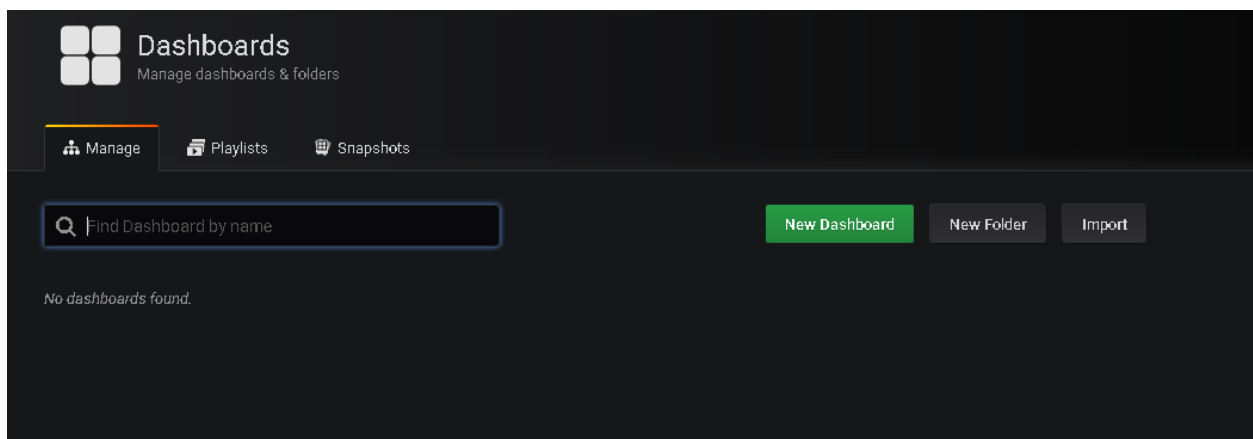 Dashboards
Manage dashboards & folders
Manage Playlists Snapshots
Find Dashboard by name New Dashboard New Folder Import
No dashboards found.